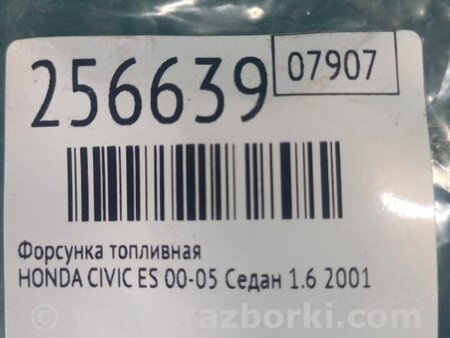 256639
07907
Форсунка топливная
HONDA CIVIC ES 00-05 Седан 1.6 2001
razborki.com